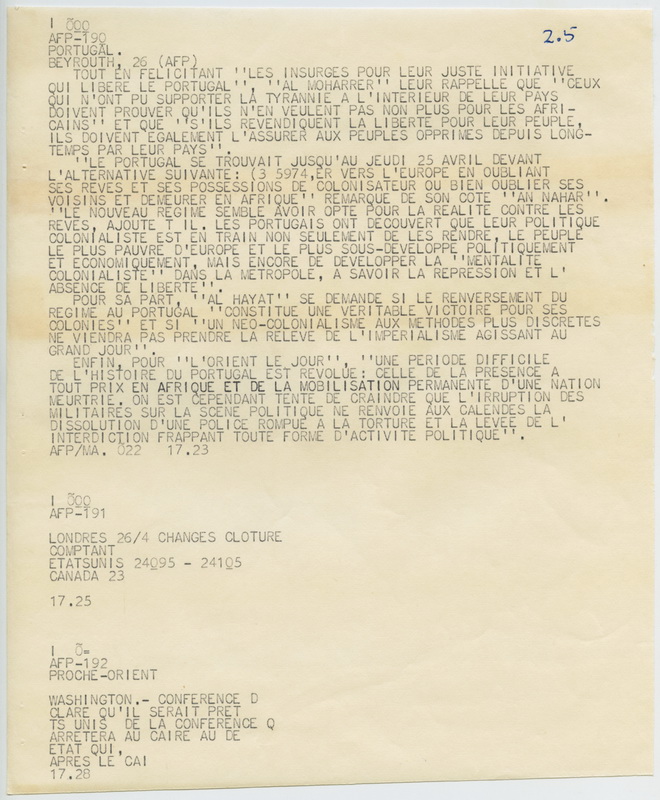 I 000
2.5
AFP-190
PORTUGAL.
BEYROUTH, 26 (AFP)
TOUT EN FELICITANT ''LES INSURGES POUR LEUR JUSTE INITIATIVE
QUI LIBERE LE PORTUGAL'', ''AL MOHARRER'' LEUR RAPPELLE QUE ''CEUX
QUI N'ONT PU SUPPORTER LA TYRANNIE A L'INTERIEUR DE LEUR PAYS
DOIVENT PROUVER QU'ILS N'EN VEULENT PAS NON PLUS POUR LES AFRI-
CAINS'' ET QUE ''S'ILS REVENDIQUENT LA LIBERTE POUR LEUR PEUPLE,
ILS DOIVENT EGALEMENT L'ASSURER AUX PEUPLES OPPRIMES DEPUIS LONG-
TEMPS PAR LEUR PAYS''.
''LE PORTUGAL SE TROUVAIT JUSQU'AU JEUDI 25 AVRIL DEVANT
L'ALTERNATIVE SUIVANTE: (3 5974,ER VERS L'EUROPE EN OUBLIANT
SES REVES ET SES POSSESSIONS DE COLONISATEUR OU BIEN OUBLIER SES
VOISINS ET DEMEURER EN AFRIQUE'' REMARQUE DE SON COTE ''AN NAHAR''.
''LE NOUVEAU REGIME SEMBLE AVOIR OPTE POUR LA REALITE CONTRE LES
REVES, AJOUTE T IL. LES PORTUGAIS ONT DECOUVERT QUE LEUR POLITIQUE
COLONIALISTE EST EN TRAIN NON SEULEMENT DE LES RENDRE, LE PEUPLE
LE PLUS PAUVRE D'EUROPE ET LE PLUS SOUS-DEVELOPPE POLITIQUEMENT
ET ECONOMIQUEMENT, MAIS ENCORE DE DEVELOPPER LA ''MENTALITE
COLONIALISTE'' DANS LA METROPOLE, A SAVOIR LA REPRESSION ET L'
ABSENCE DE LIBERTE''.
POUR SA PART, ''AL HAYAT'' SE DEMANDE SI LE RENVERSEMENT DU
REGIME AU PORTUGAL ''CONSTITUE UNE VERITABLE VICTOIRE POUR SES
COLONIES'' ET SI ''UN NEO-COLONIALISME AUX METHODES PLUS DISCRETES
NE VIENDRA PAS PRENDRE LA RELEVE DE L'IMPERIALISME AGISSANT AU
GRAND JOUR''.
ENFIN, POUR ''L'ORIENT LE JOUR'', ''UNE PERIODE DIFFICILE
DE L'HISTOIRE DU PORTUGAL EST REVOLUE: CELLE DE LA PRESENCE A
TOUT PRIX EN AFRIQUE ET DE LA MOBILISATION PERMANENTE D'UNE NATION
MEURTRIE. ON EST CEPENDANT TENTE DE CRAINDRE QUE L'IRRUPTION DES
MILITAIRES SUR LA SCENE POLITIQUE NE RENVOIE AUX CALENDES LA
DISSOLUTION D'UNE POLICE ROMPUE A LA TORTURE ET LA LEVEE DE L'
INTERDICTION FRAPPANT TOUTE FORME D'ACTIVITE POLITIQUE''.
AFP/MA. 022 17.23
I 000
AFP-191
LONDRES 26/4 CHANGES CLOTURE
COMPTANT
ETATSUNIS 24095 - 24105
CANADA 23
17.25
I 0=
AFP-192
PROCHE-ORIENT
WASHINGTON.- CONFERENCE D
CLARE QU'IL SERAIT PRET
TS UNIS DE LA CONFERENCE Q
ARRETERA AU CAIRE AU DE
ETAT QUI,
APRES LE CAI
17.28